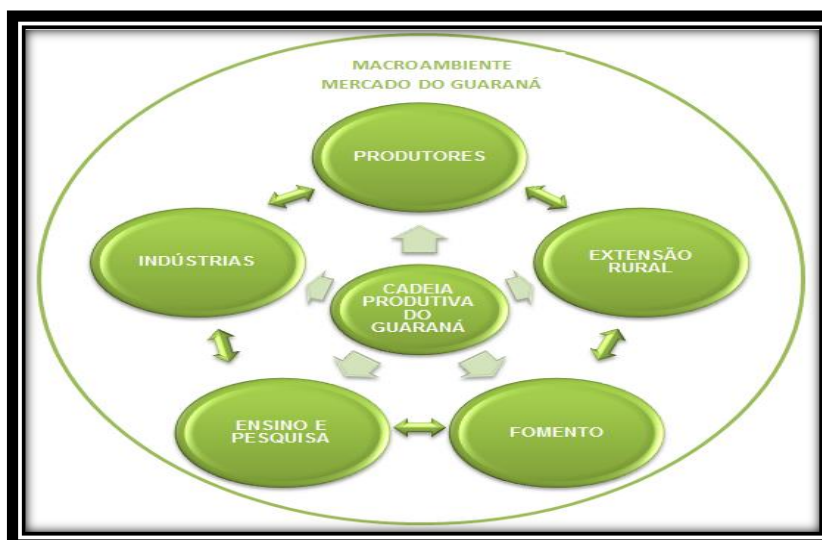 MACROAMBIENTE
MERCADO DO GUARANÁ
PRODUTORES
INDÚSTRIAS
EXTENSÃO
RURAL
CADEIA
PRODUTIVA
DO
GUARANÁ
ENSINO E
PESQUISA
FOMENTO